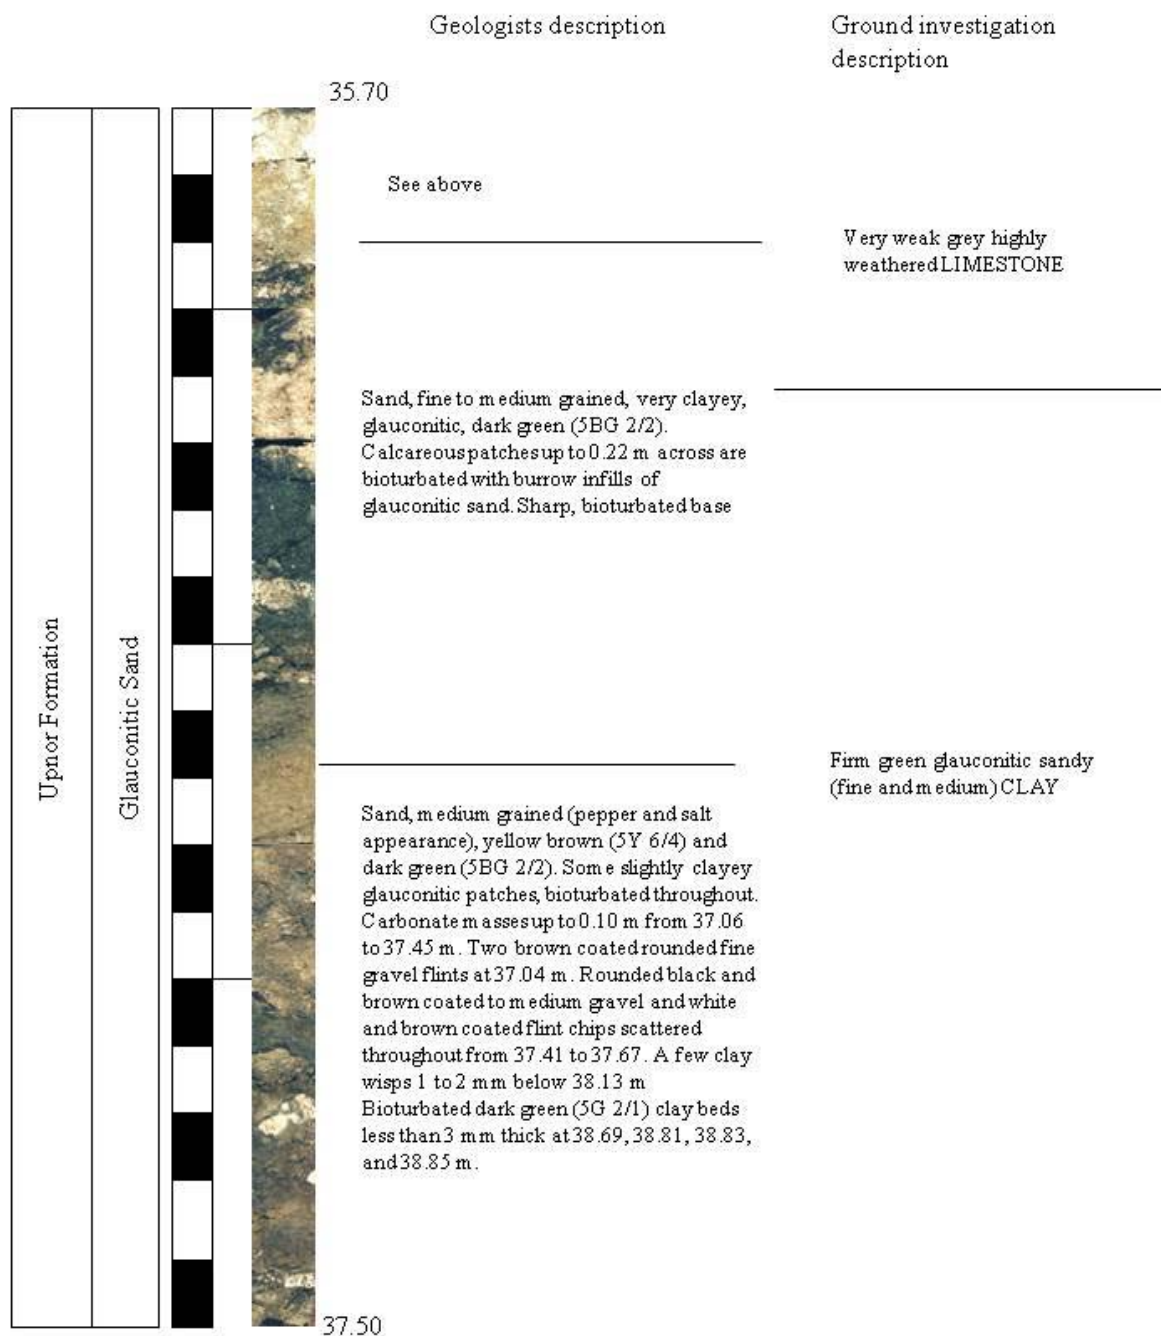 Geologists description
Ground investigation
description
35.70
See above
Very weak grey highly
weathered LIMESTONE
Sand, fine to medium grained, very clayey,
glauconitic, dark green (5BG 2/2).
Calcareous patches up to 0.22 m across are
bioturbated with burrow infills of
glauconitic sand. Sharp, bioturbated base
Upnor Formation
Glauconitic Sand
Firm green glauconitic sandy
(fine and medium) CLAY
Sand, medium grained (pepper and salt
appearance), yellow brown (5Y 6/4) and
dark green (5BG 2/2). Some slightly clayey
glauconitic patches, bioturbated throughout.
Carbonate masses up to 0.10 m from 37.06
to 37.45 m. Two brown coated rounded fine
gravel flints at 37.04 m. Rounded black and
brown coated to medium gravel and white
and brown coated flint chips scattered
throughout from 37.41 to 37.67. A few clay
wisps 1 to 2 mm below 38.13 m
Bioturbated dark green (5G 2/1) clay beds
less than 3 mm thick at 38.69, 38.81, 38.83,
and 38.85 m.
37.50